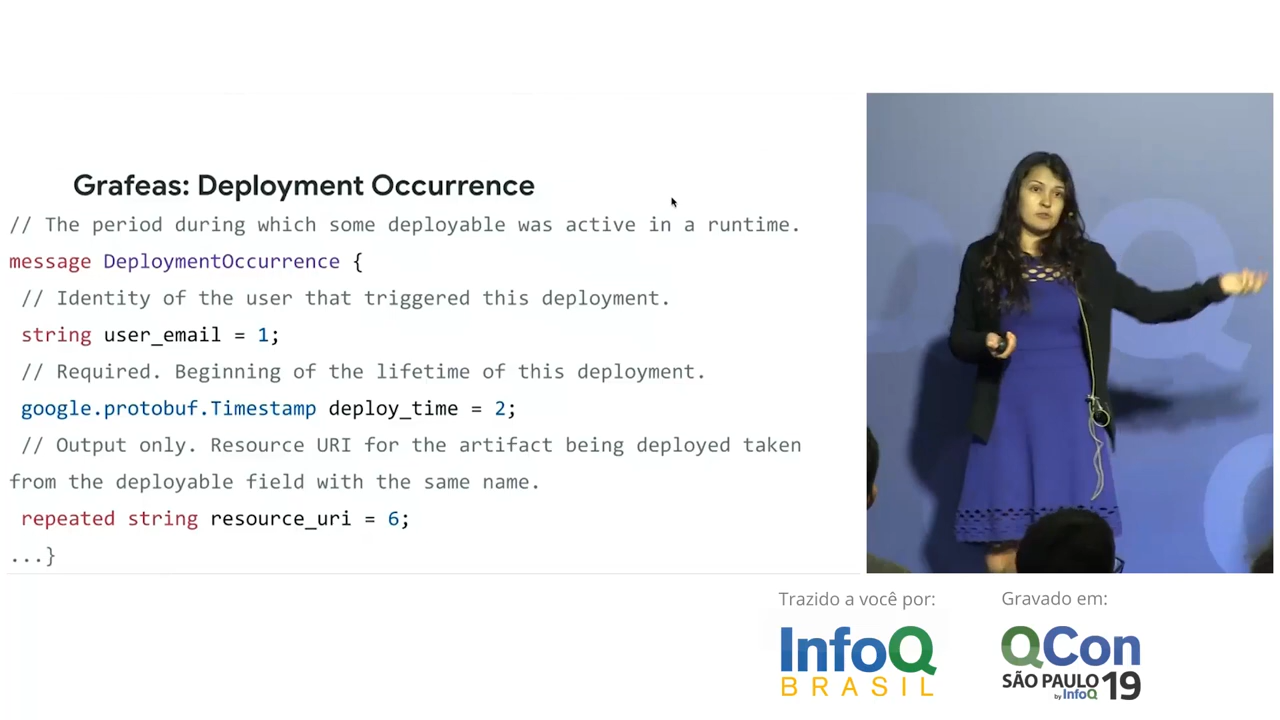 Grafeas: Deployment Occurrence
// The period during which some deployable was active in a runtime.
message DeploymentOccurrence {
// Identity of the user that triggered this deployment.
string user_email = 1;
// Required. Beginning of the lifetime of this deployment.
google.protobuf.Timestamp deploy_time = 2;
// Output only. Resource URI for the artifact being deployed taken
from the deployable field with the same name.
repeated string resource_uri = 6;
...}
Trazido a você por:
InfoQ
BRASIL
Gravado em:
QCon
SÃO PAULO 19
by InfoQ